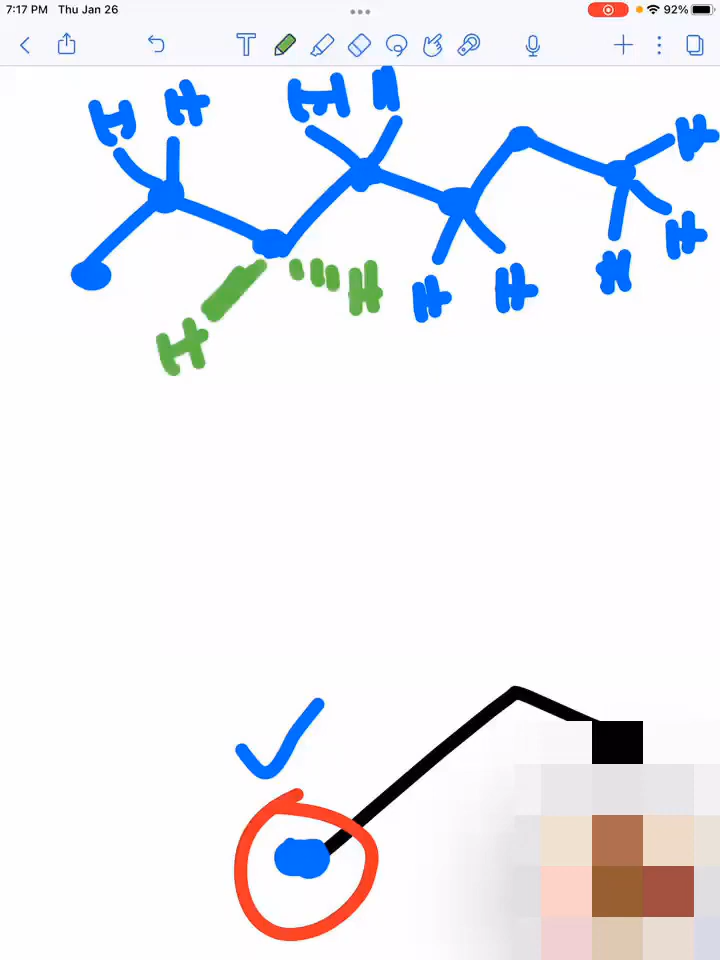 7:17 PM Thu Jan 26
92%
T
H H H H H
H H
H H H
H